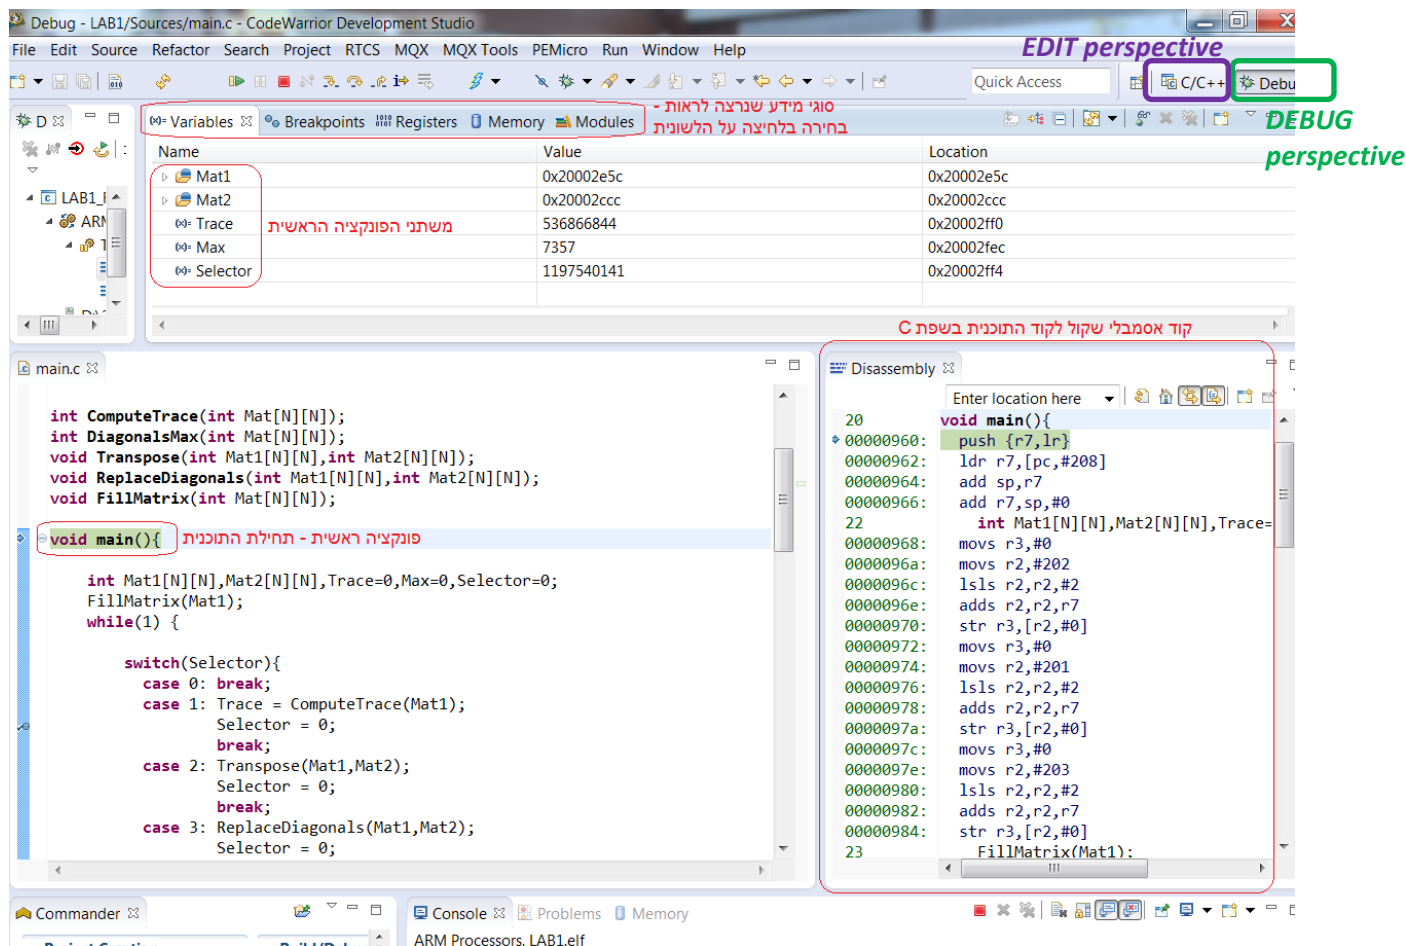 Debug - LAB1/Sources/main.c - CodeWarrior Development Studio
File Edit Source Refactor Search Project RTCS MQX MQX Tools PEMicro Run Window Help
EDIT perspective
Quick Access
C/C++
Debu
DEBUG
perspective
D
(x)= Variables
Breakpoints
Registers
Memory
Modules
סוגי מידע שנרצה לראות -
בחירה בלחיצה על הלשונית
Name Value Location
Mat1 0x20002e5c 0x20002e5c
Mat2 0x20002ccc 0x20002ccc
(x)= Trace 536866844 0x20002ff0
(x)= Max 7357 0x20002fec
(x)= Selector 1197540141 0x20002ff4
משתני הפונקציה הראשית
LAB1_F
ARM
T
קוד אסמבלי שקול לקוד התוכנית בשפת C
main.c
int ComputeTrace(int Mat[N][N]);
int DiagonalsMax(int Mat[N][N]);
void Transpose(int Mat1[N][N],int Mat2[N][N]);
void ReplaceDiagonals(int Mat1[N][N],int Mat2[N][N]);
void FillMatrix(int Mat[N][N]);
void main(){
פונקציה ראשית - תחילת התוכנית
int Mat1[N][N],Mat2[N][N],Trace=0,Max=0,Selector=0;
FillMatrix(Mat1);
while(1) {
switch(Selector){
case 0: break;
case 1: Trace = ComputeTrace(Mat1);
Selector = 0;
break;
case 2: Transpose(Mat1,Mat2);
Selector = 0;
break;
case 3: ReplaceDiagonals(Mat1,Mat2);
Selector = 0;
Disassembly
Enter location here
20 void main(){
00000960: push {r7,lr}
00000962: ldr r7,[pc,#208]
00000964: add sp,r7
00000966: add r7,sp,#0
22 int Mat1[N][N],Mat2[N][N],Trace=
00000968: movs r3,#0
0000096a: movs r2,#202
0000096c: lsls r2,r2,#2
0000096e: adds r2,r2,r7
00000970: str r3,[r2,#0]
00000972: movs r3,#0
00000974: movs r2,#201
00000976: lsls r2,r2,#2
00000978: adds r2,r2,r7
0000097a: str r3,[r2,#0]
0000097c: movs r3,#0
0000097e: movs r2,#203
00000980: lsls r2,r2,#2
00000982: adds r2,r2,r7
00000984: str r3,[r2,#0]
23 FillMatrix(Mat1);
Commander
Console
Problems
Memory
Project Creation
Build/Debug
ARM Processors, LAB1.elf